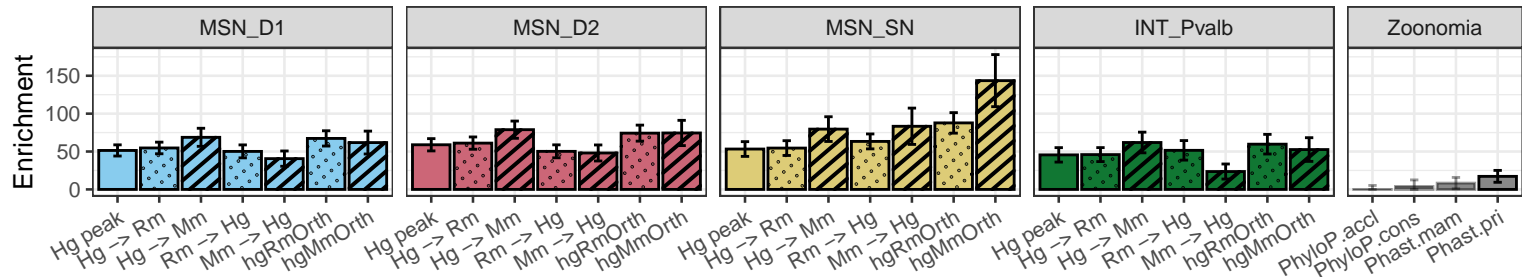 MSN_D1
MSN_D2
MSN_SN
INT_Pvalb
Zoonomia
Enrichment
150
100
50
0
Hg peak
Hg -> Rm
Hg -> Mm
Rm -> Hg
Mm -> Hg
hgRmOrth
hgMmOrth
Hg peak
Hg -> Rm
Hg -> Mm
Rm -> Hg
Mm -> Hg
hgRmOrth
hgMmOrth
Hg peak
Hg -> Rm
Hg -> Mm
Rm -> Hg
Mm -> Hg
hgRmOrth
hgMmOrth
Hg peak
Hg -> Rm
Hg -> Mm
Rm -> Hg
Mm -> Hg
hgRmOrth
hgMmOrth
PhyloP.accl
PhyloP.cons
Phast.mam
Phast.pri